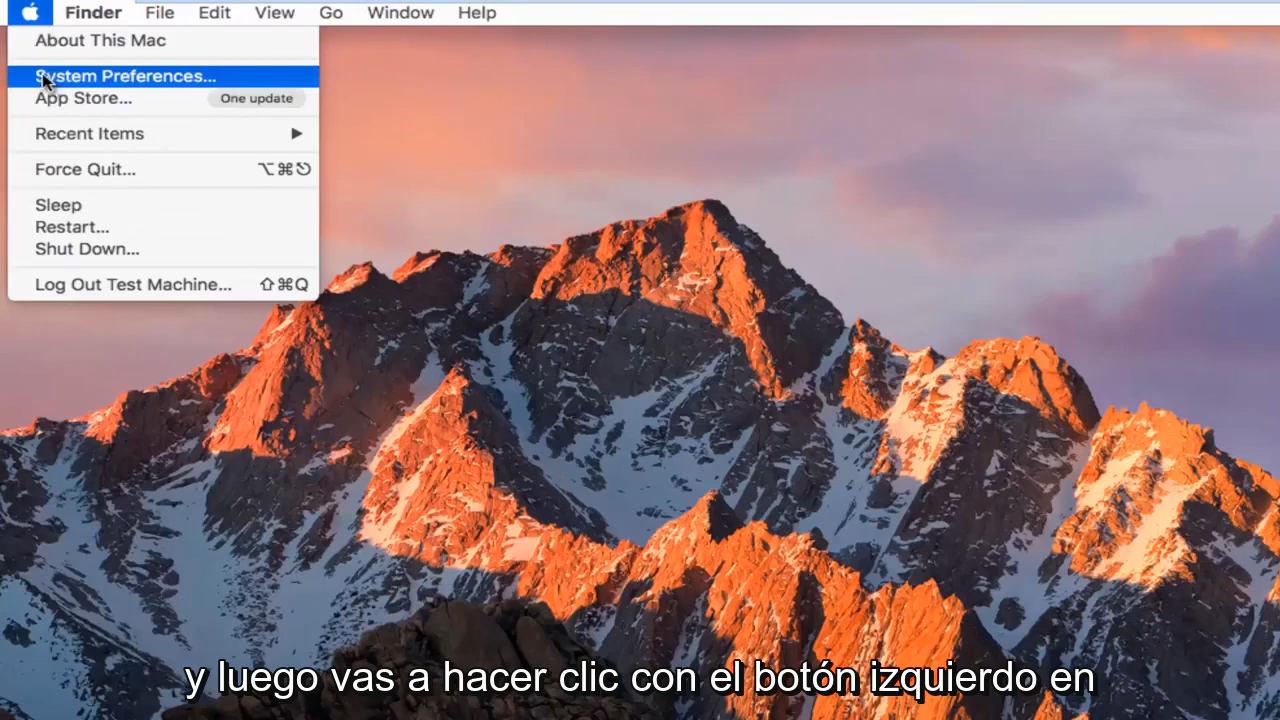 Finder File Edit View Go Window Help
About This Mac
System Preferences...
App Store... One update
Recent Items ▶
Force Quit... ⌥⌘⎋
Sleep
Restart...
Shut Down...
Log Out Test Machine... ⇧⌘Q
y luego vas a hacer clic con el botón izquierdo en